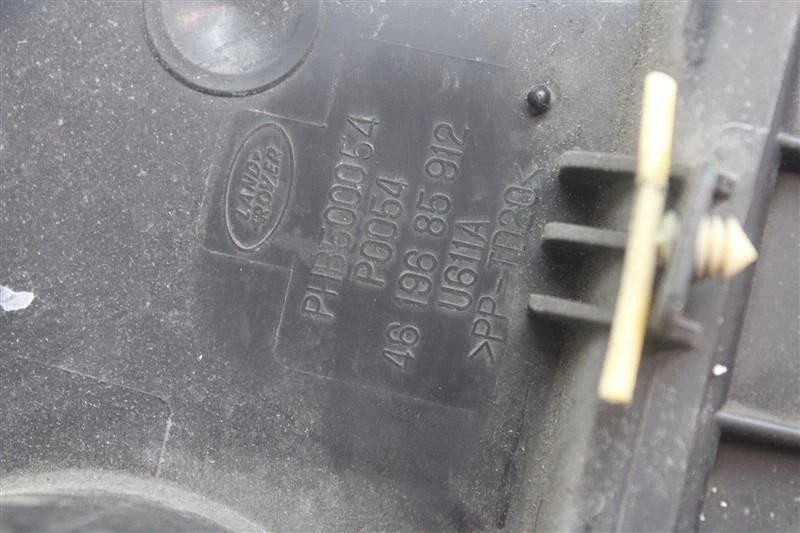 LAND
ROVER
PHB500054
P0054
46 196 85 912
U611A
>PP-TD20<